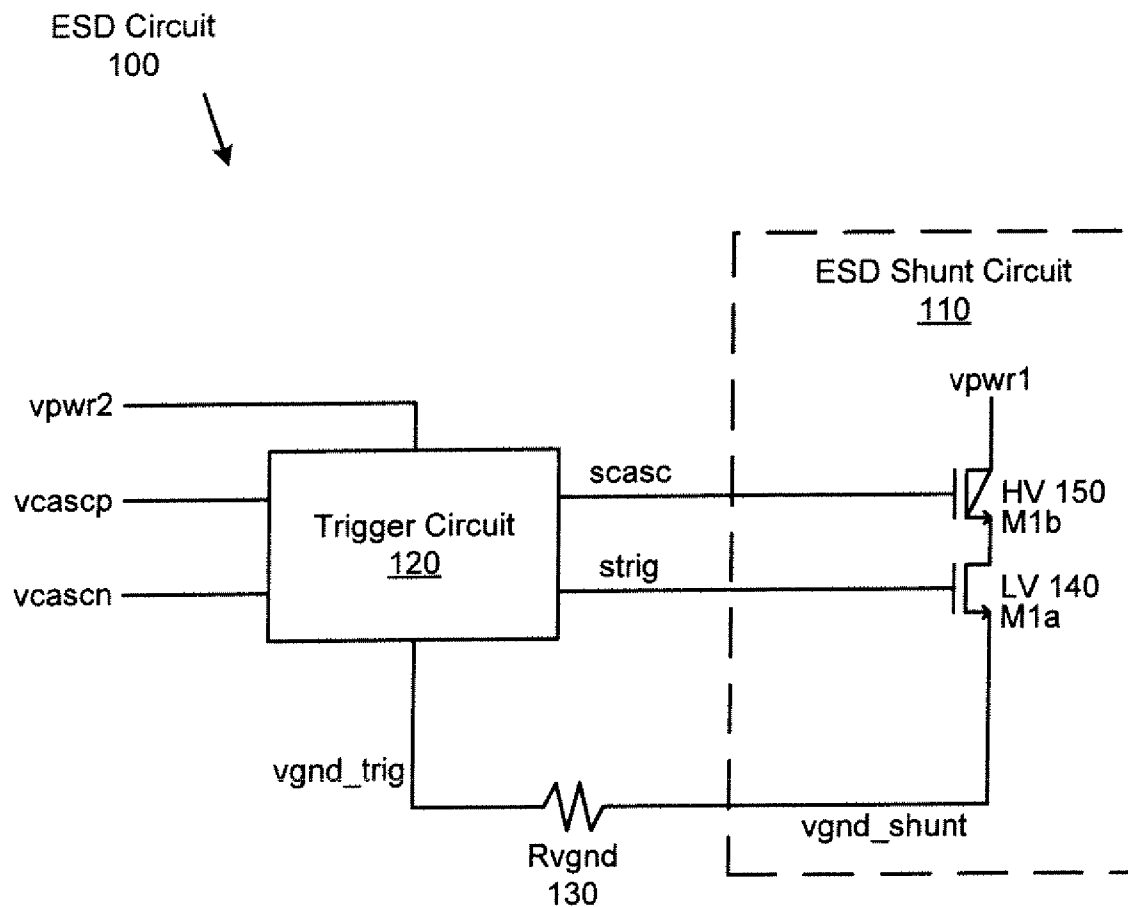 ESD Circuit
100
ESD Shunt Circuit
110
vpwr1
vpwr2
scasc
HV 150
M1b
vcascp
Trigger Circuit
120
strig
LV 140
M1a
vcascn
vgnd_trig
vgnd_shunt
Rvgnd
130